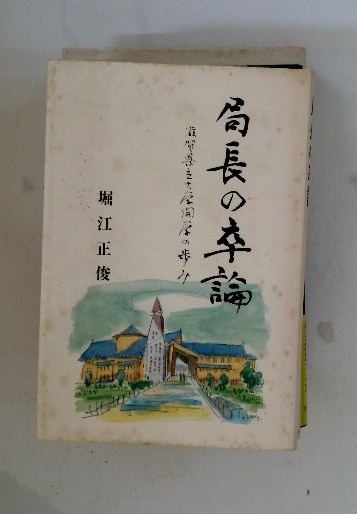 局長の卒論
滋賀県立大学開学の歩み
堀江正俊